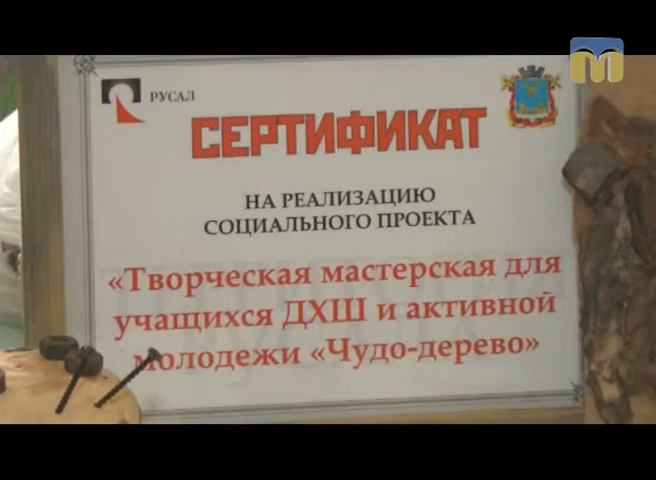 РУСАЛ
СЕРТИФИКАТ
НА РЕАЛИЗАЦИЮ
СОЦИАЛЬНОГО ПРОЕКТА
«Творческая мастерская для
учащихся ДХШ и активной
молодежи «Чудо-дерево»